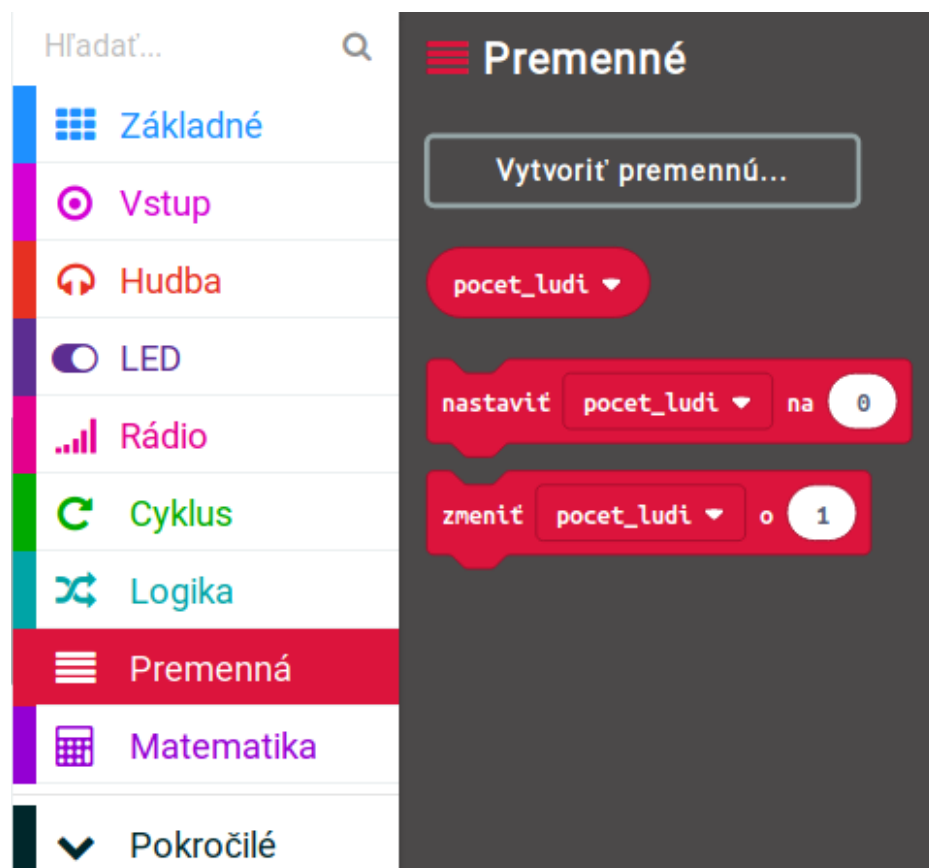 Hľadať...
Základné
Vstup
Hudba
LED
Rádio
Cyklus
Logika
Premenná
Matematika
Pokročilé
Premenné
Vytvoriť premennú...
pocet_ludi
nastaviť pocet_ludi na 0
zmeniť pocet_ludi o 1